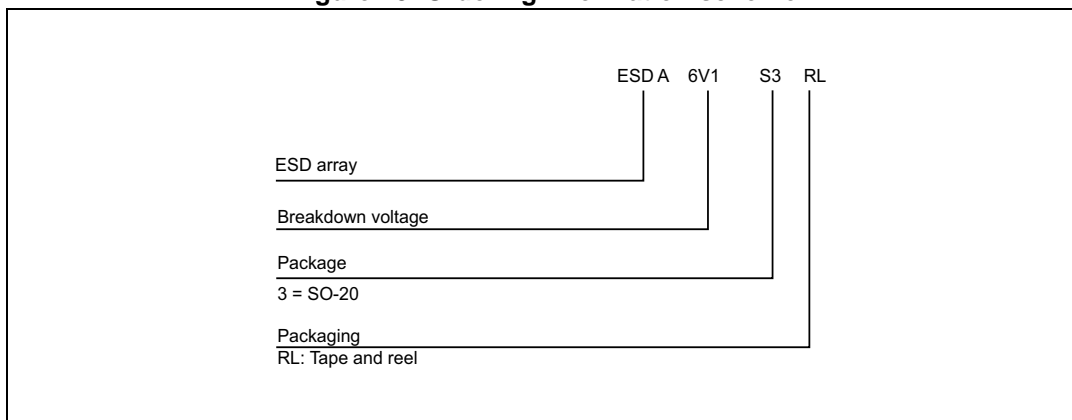 ESD A 6V1 S3 RL
ESD array
Breakdown voltage
Package
3 = SO-20
Packaging
RL: Tape and reel